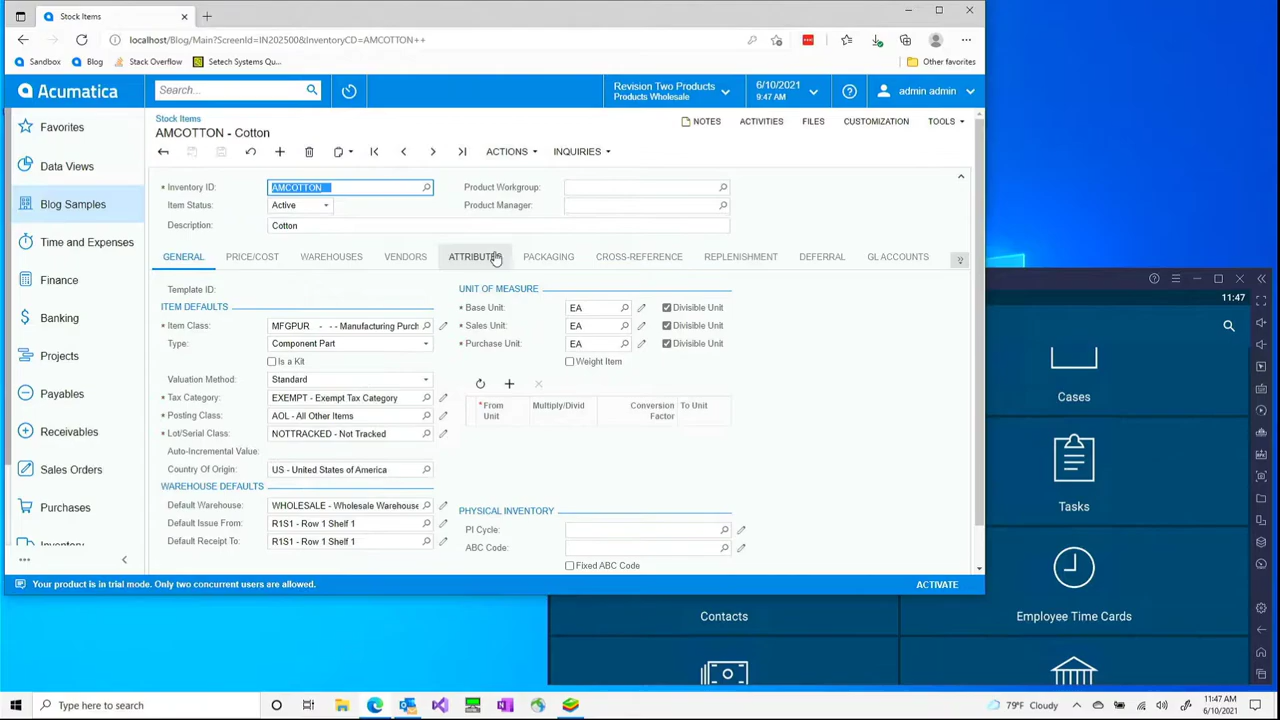 Stock Items
localhost/Blog/Main?ScreenId=IN202500&InventoryCD=AMCOTTON++
Sandbox
Blog
Stack Overflow
Setech Systems Qu...
Other favorites
Acumatica
Search...
Revision Two Products
Products Wholesale
6/10/2021
9:47 AM
admin admin
Favorites
Data Views
Blog Samples
Time and Expenses
Finance
Banking
Projects
Payables
Receivables
Sales Orders
Purchases
Inventory
Stock Items
AMCOTTON - Cotton
NOTES
ACTIVITIES
FILES
CUSTOMIZATION
TOOLS
ACTIONS
INQUIRIES
Inventory ID:
AMCOTTON
Product Workgroup:
Item Status:
Active
Product Manager:
Description:
Cotton
GENERAL
PRICE/COST
WAREHOUSES
VENDORS
ATTRIBUTES
PACKAGING
CROSS-REFERENCE
REPLENISHMENT
DEFERRAL
GL ACCOUNTS
Template ID:
ITEM DEFAULTS
Item Class:
MFGPUR - - - Manufacturing Purch
Type:
Component Part
Is a Kit
Valuation Method:
Standard
Tax Category:
EXEMPT - Exempt Tax Category
Posting Class:
AOL - All Other Items
Lot/Serial Class:
NOTTRACKED - Not Tracked
Auto-Incremental Value:
Country Of Origin:
US - United States of America
WAREHOUSE DEFAULTS
Default Warehouse:
WHOLESALE - Wholesale Warehouse
Default Issue From:
R1S1 - Row 1 Shelf 1
Default Receipt To:
R1S1 - Row 1 Shelf 1
UNIT OF MEASURE
Base Unit:
EA
Divisible Unit
Sales Unit:
EA
Divisible Unit
Purchase Unit:
EA
Divisible Unit
Weight Item
*From Unit
Multiply/Divid
Conversion Factor
To Unit
PHYSICAL INVENTORY
PI Cycle:
ABC Code:
Fixed ABC Code
Your product is in trial mode. Only two concurrent users are allowed.
ACTIVATE
11:47
Cases
Tasks
Contacts
Employee Time Cards
Type here to search
79°F Cloudy
11:47 AM
6/10/2021